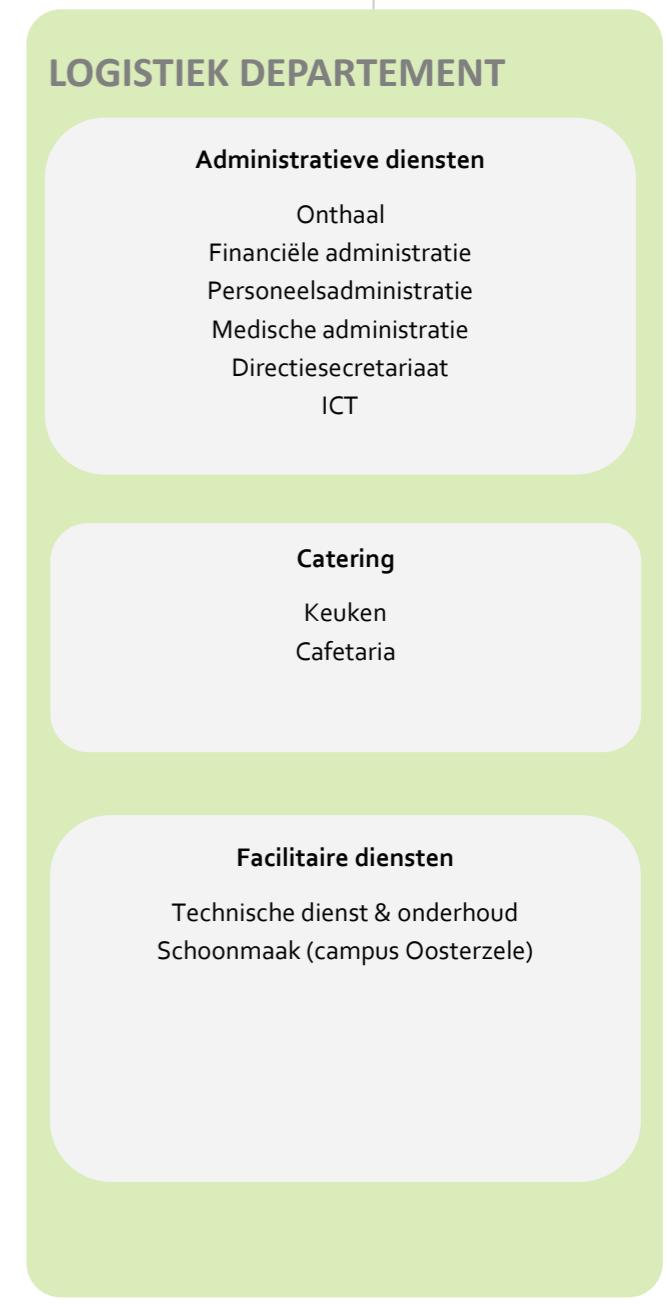 LOGISTIEK DEPARTEMENT
Administratieve diensten
Onthaal
Financiële administratie
Personeelsadministratie
Medische administratie
Directiesecretariaat
ICT
Catering
Keuken
Cafetaria
Facilitaire diensten
Technische dienst & onderhoud
Schoonmaak (campus Oosterzele)